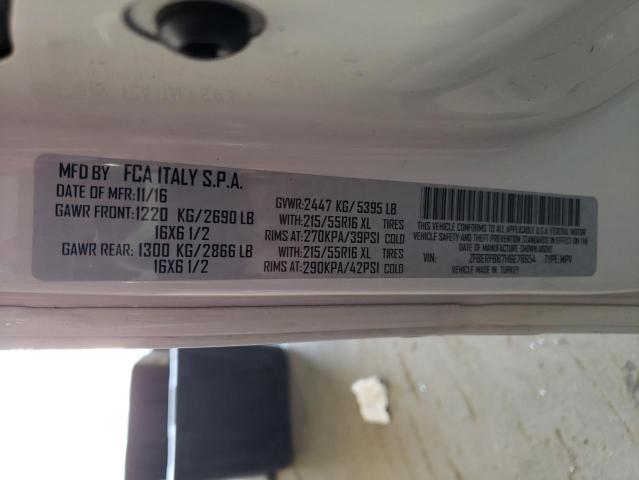 MFD BY FCA ITALY S.P.A.
DATE OF MFR: 11/16
GAWR FRONT: 1220 KG/2690 LB
16X6 1/2
GAWR REAR: 1300 KG/2866 LB
16X6 1/2
GVWR: 2447 KG/5395 LB
WITH: 215/55R16 XL TIRES
RIMS AT: 270KPA/39PSI COLD
WITH: 215/55R16 XL TIRES
RIMS AT: 290KPA/42PSI COLD
THIS VEHICLE CONFORMS TO ALL APPLICABLE U.S.A. FEDERAL MOTOR
VEHICLE SAFETY AND THEFT PREVENTION STANDARDS IN EFFECT ON THE
DATE OF MANUFACTURE SHOWN ABOVE.
VIN: TYPE: MPV
MADE IN: TURKEY